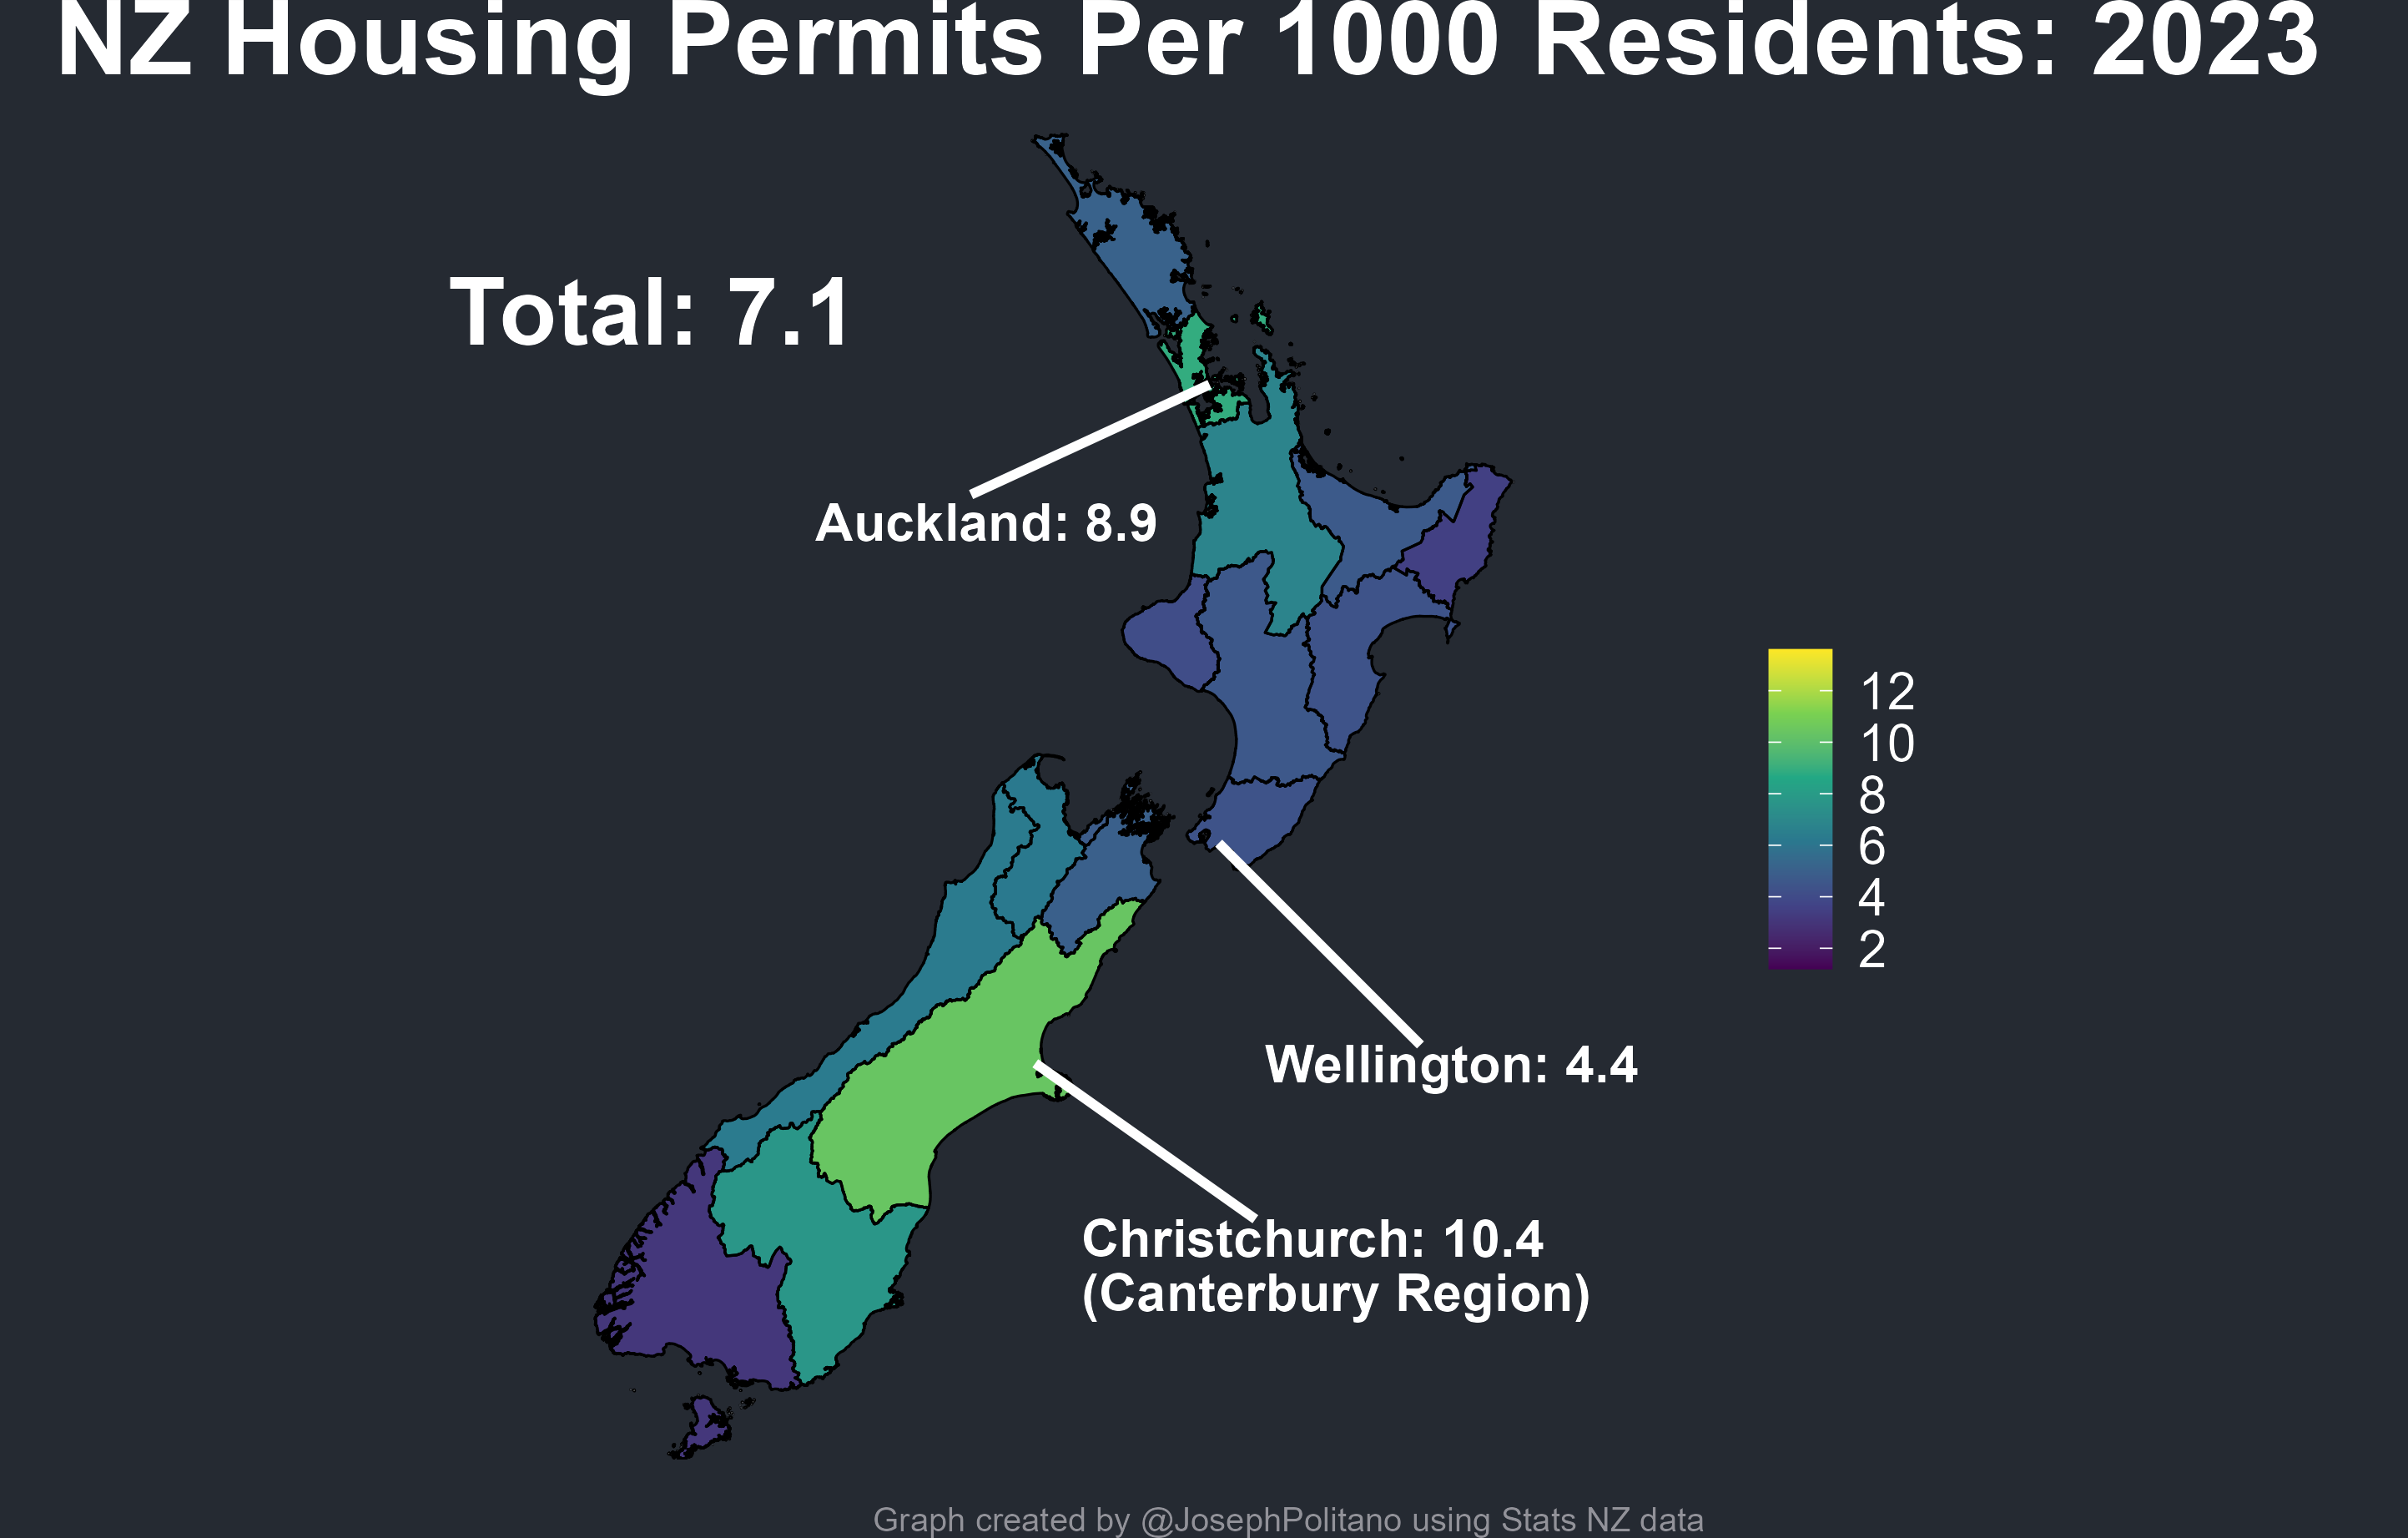 NZ Housing Permits Per 1000 Residents: 2023
Total: 7.1
Auckland: 8.9
12
10
8
6
4
2
Wellington: 4.4
Christchurch: 10.4
(Canterbury Region)
Graph created by @JosephPolitano using Stats NZ data